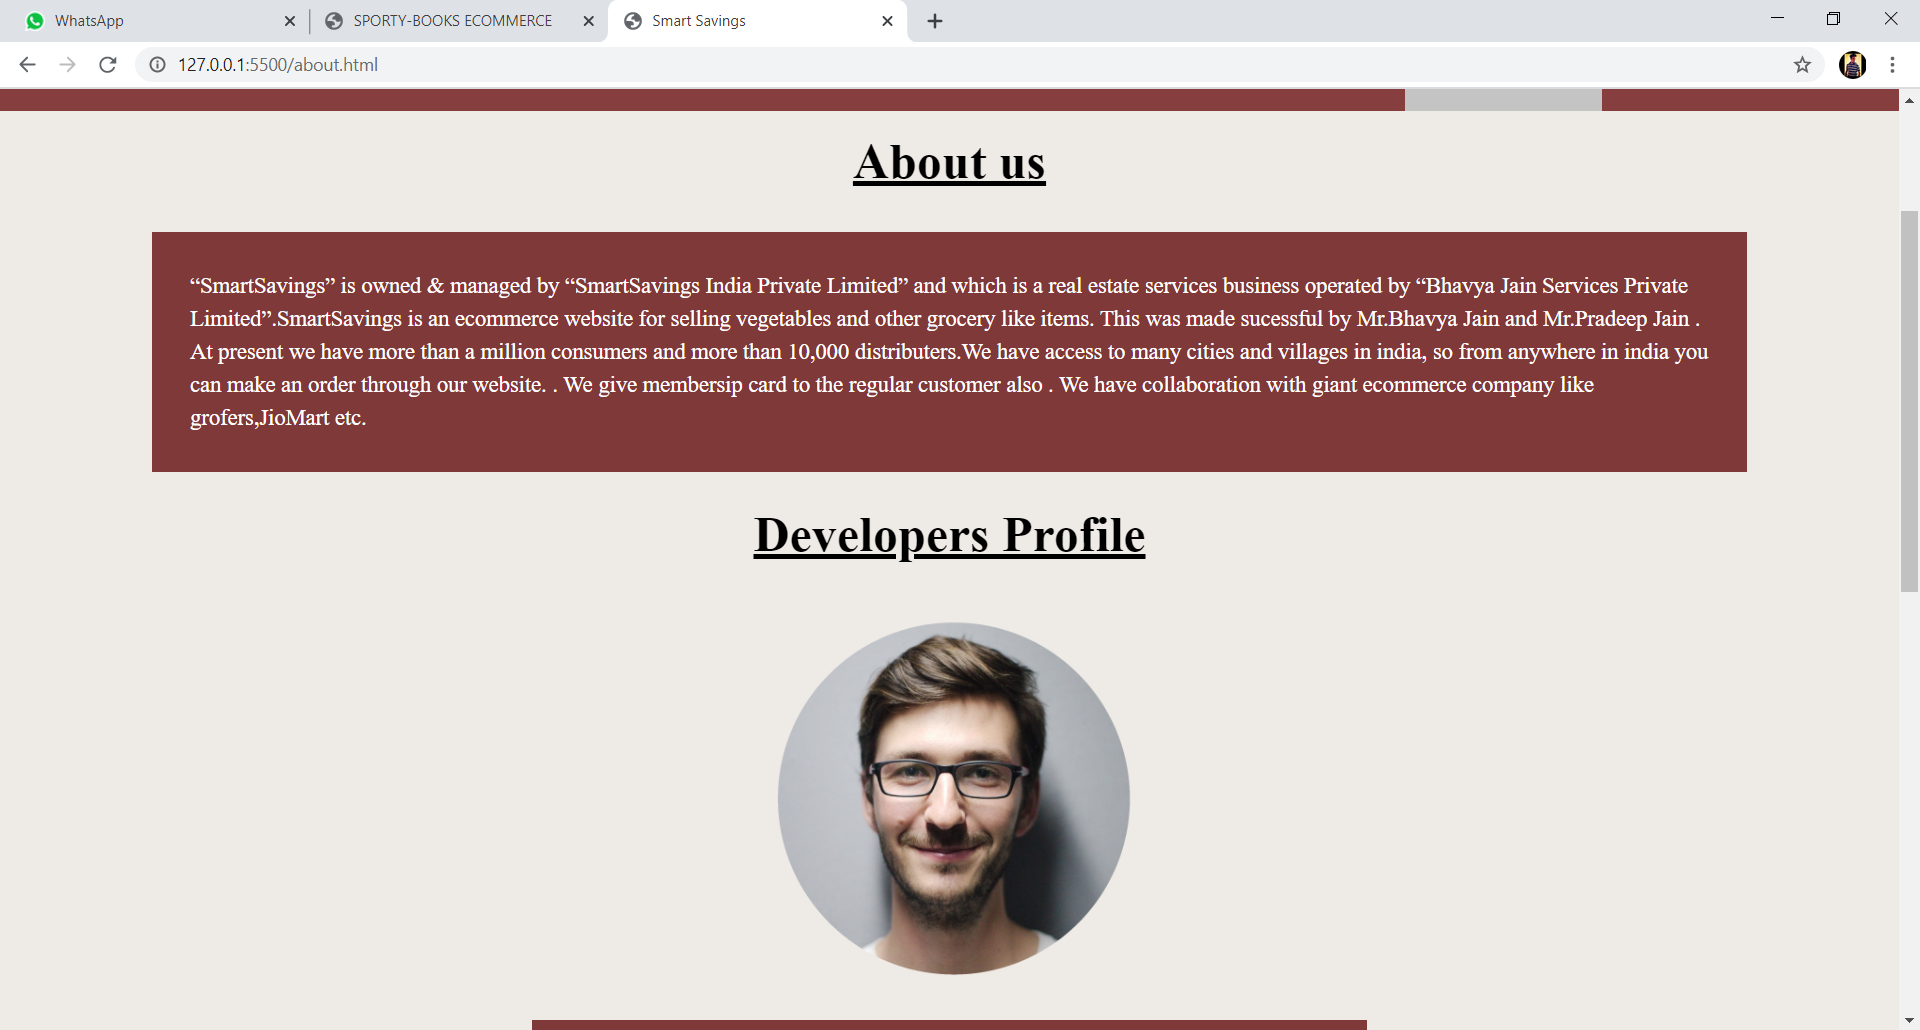 WhatsApp
SPORTY-BOOKS ECOMMERCE
Smart Savings
127.0.0.1:5500/about.html
About us
“SmartSavings” is owned & managed by “SmartSavings India Private Limited” and which is a real estate services business operated by “Bhavya Jain Services Private
Limited”.SmartSavings is an ecommerce website for selling vegetables and other grocery like items. This was made sucessful by Mr.Bhavya Jain and Mr.Pradeep Jain .
At present we have more than a million consumers and more than 10,000 distributers.We have access to many cities and villages in india, so from anywhere in india you
can make an order through our website. . We give membersip card to the regular customer also . We have collaboration with giant ecommerce company like
grofers,JioMart etc.
Developers Profile